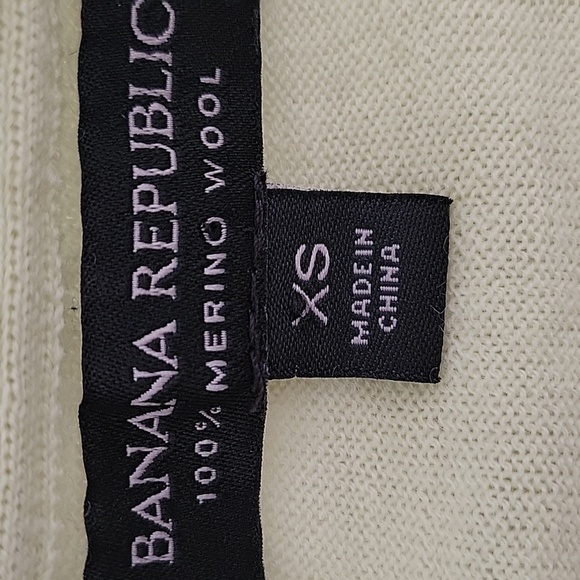 BANANA REPUBLIC
100% MERINO WOOL
XS
MADE IN
CHINA